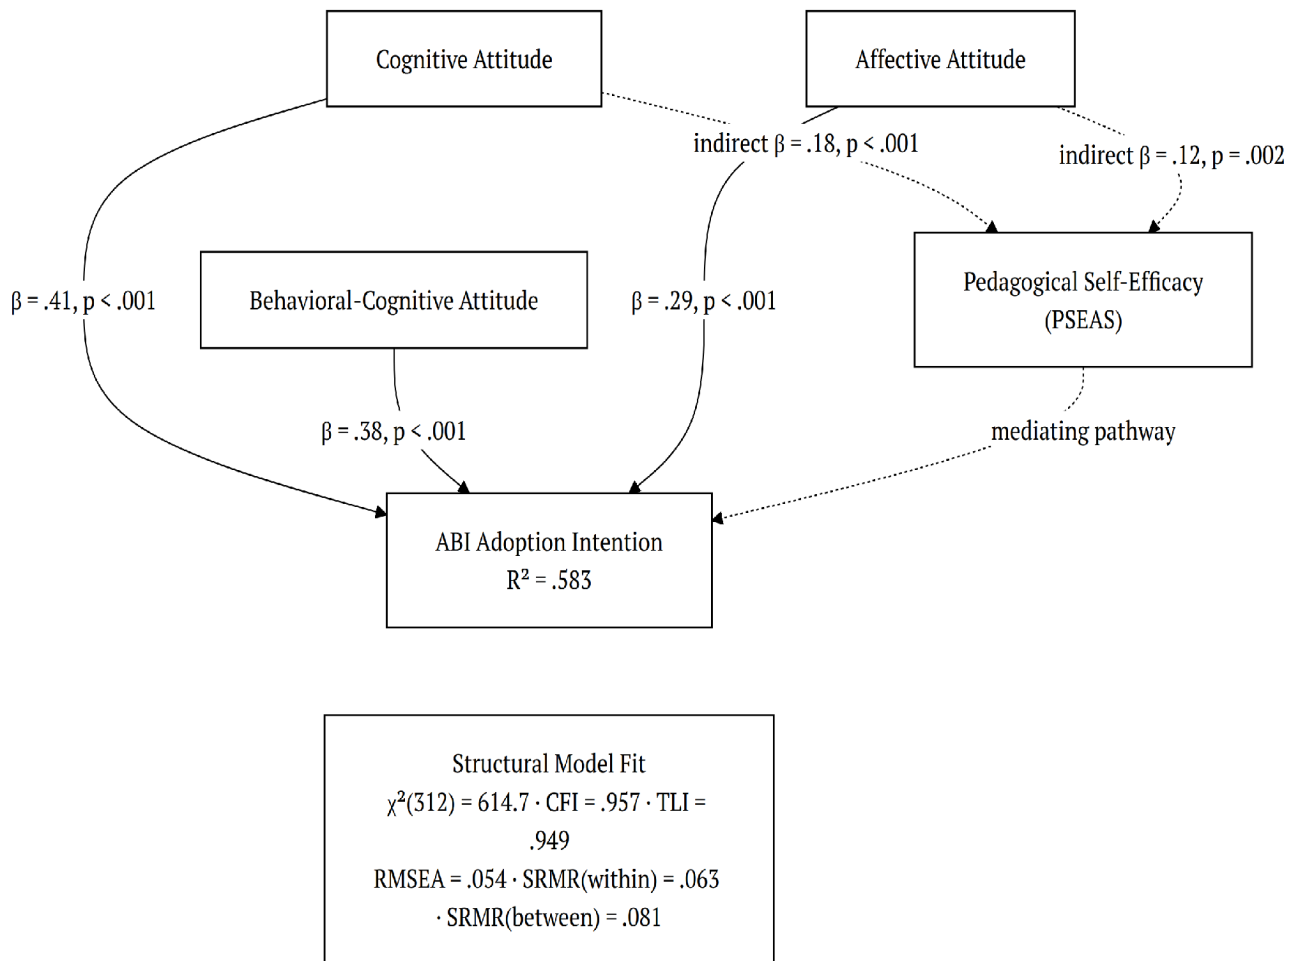 Cognitive Attitude
Affective Attitude
indirect β = .18, p < .001
indirect β = .12, p = .002
Pedagogical Self-Efficacy
(PSEAS)
β = .41, p < .001
Behavioral-Cognitive Attitude
β = .29, p < .001
β = .38, p < .001
mediating pathway
ABI Adoption Intention
R² = .583
Structural Model Fit
χ²(312) = 614.7 · CFI = .957 · TLI =
.949
RMSEA = .054 · SRMR(within) = .063
· SRMR(between) = .081